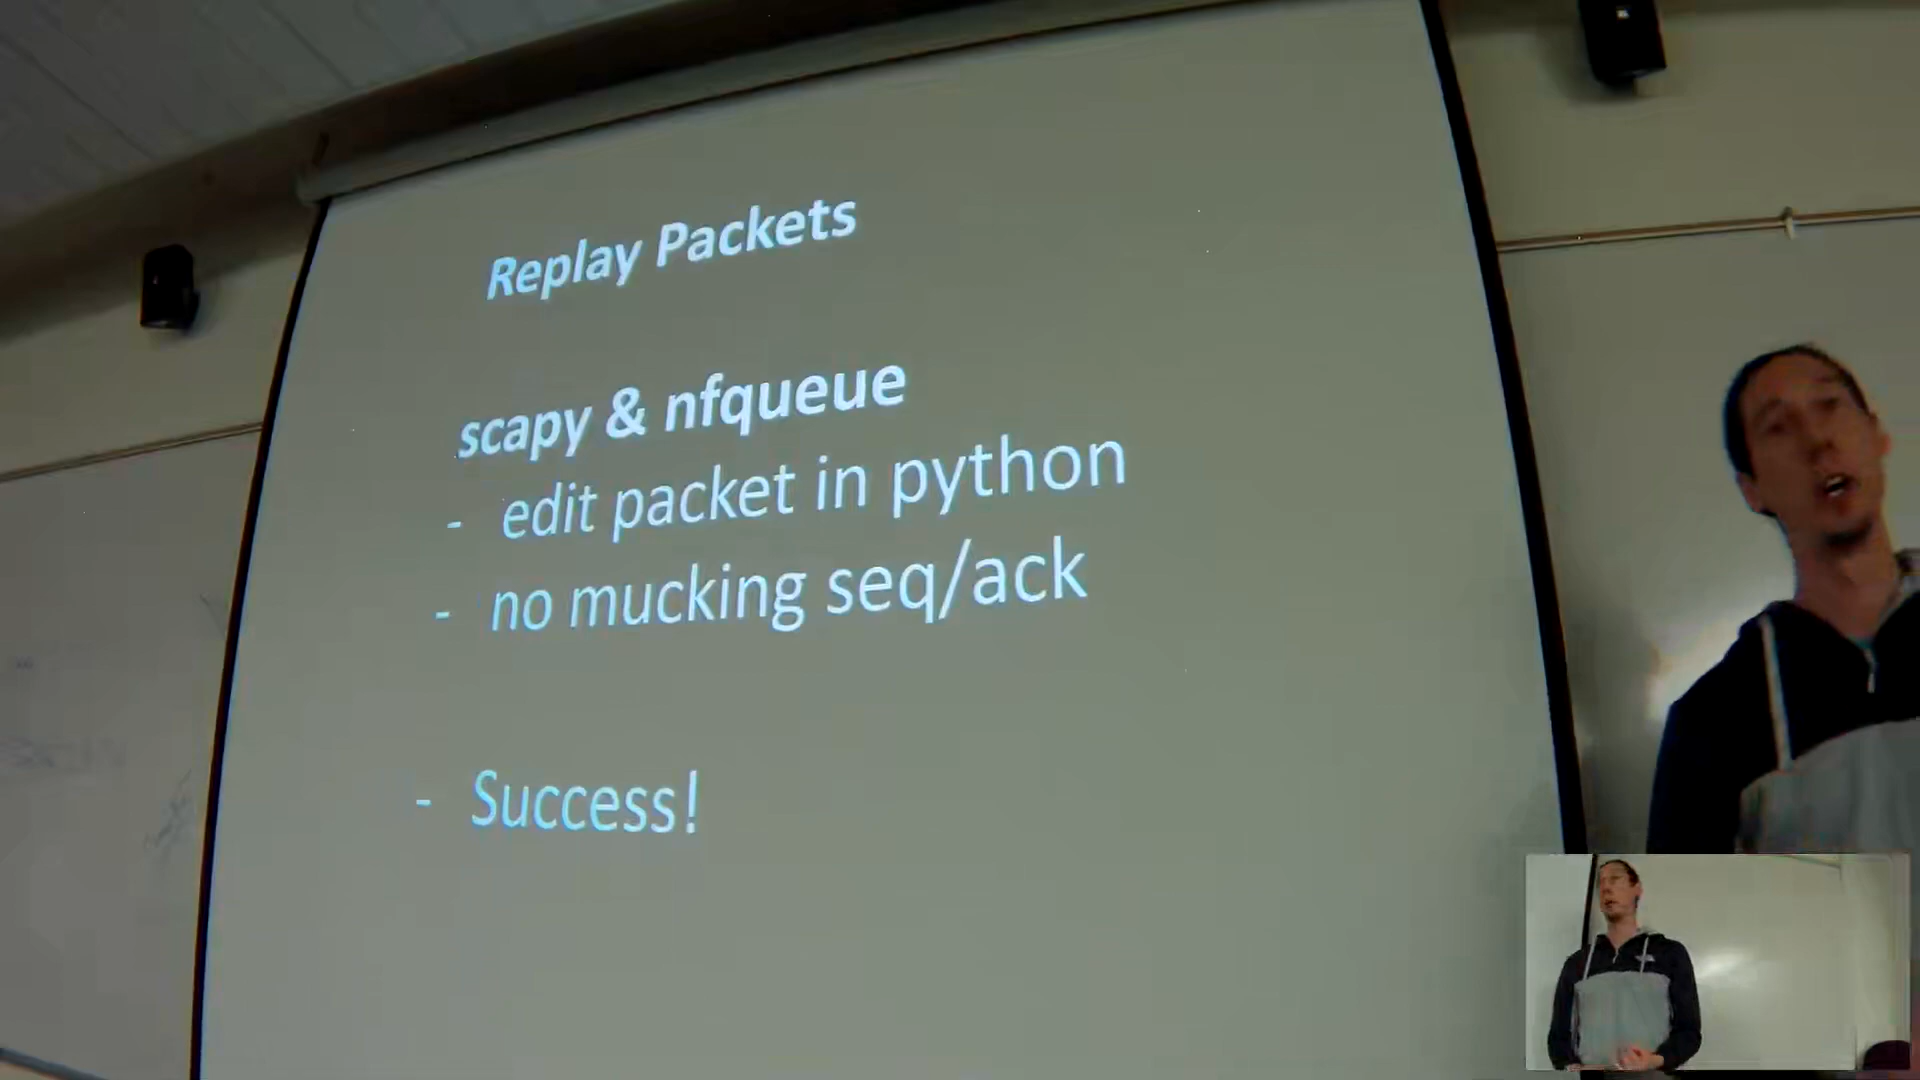 Replay Packets
scapy & nfqueue
- edit packet in python
- no mucking seq/ack
- Success!